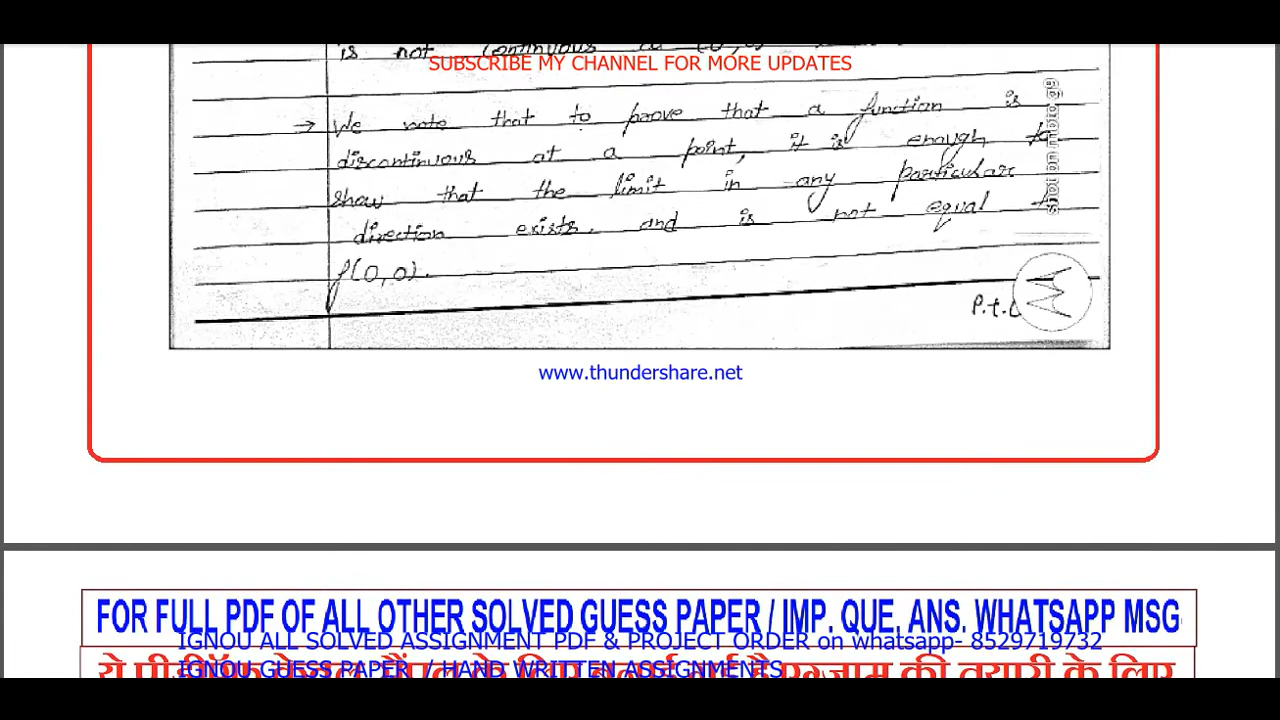 is not continuous
SUBSCRIBE MY CHANNEL FOR MORE UPDATES
→ We note that to prove that a function is
discontinuous at a point, it is enough to
show that the limit in any particular
direction exists. and is not equal
f(0,0).
P.t.
www.thundershare.net
FOR FULL PDF OF ALL OTHER SOLVED GUESS PAPER / IMP. QUE. ANS. WHATSAPP MSG
IGNOU ALL SOLVED ASSIGNMENT PDF & PROJECT ORDER on whatsapp- 8529719732
के लिए
IGNOU GUESS PAPER / HAND WRITTEN ASSIGNMENTS